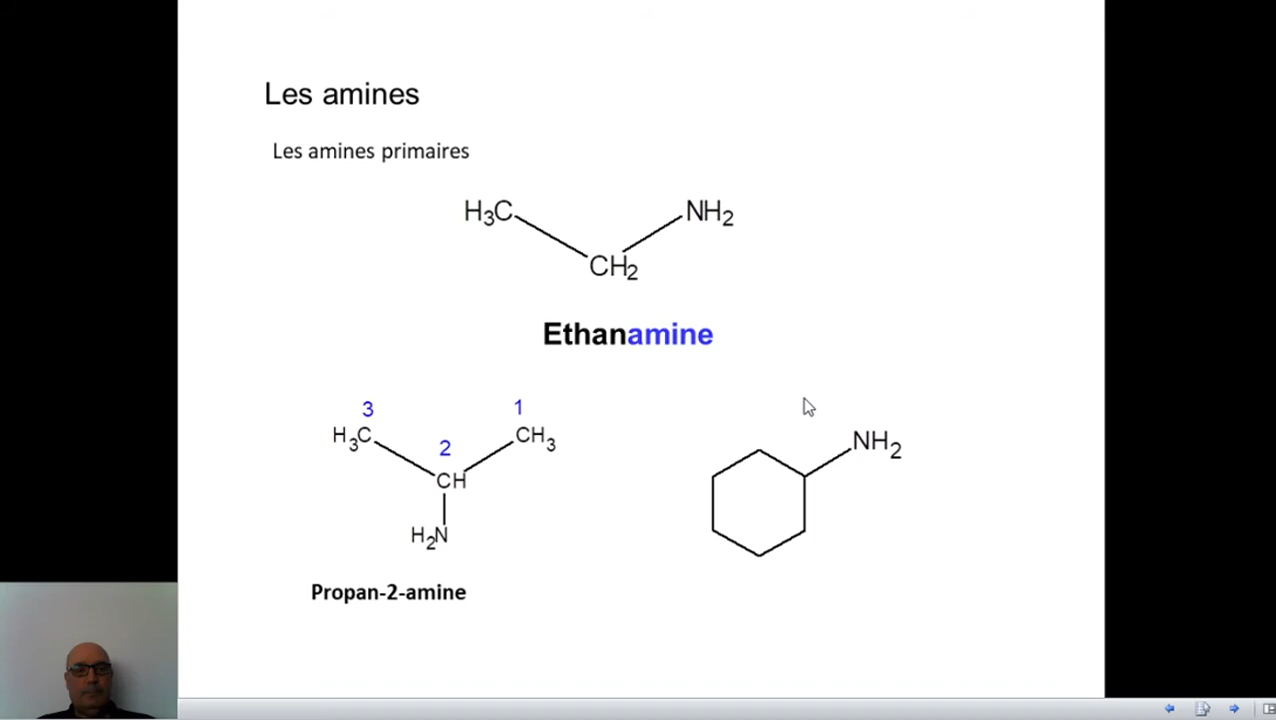 Les amines
Les amines primaires
H3C
NH2
CH2
Ethanamine
3
1
H3C
2
CH3
CH
NH2
H2N
Propan-2-amine